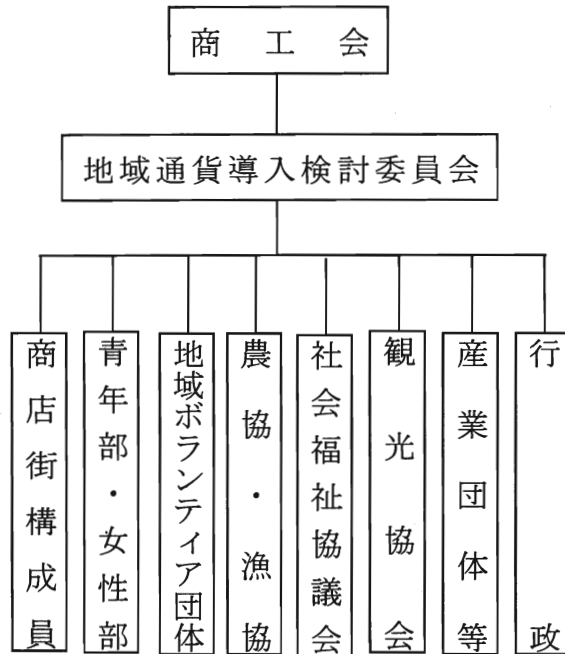 商工会
地域通貨導入検討委員会
商店街構成員
青年部・女性部
地域ボランティア団体
農協・漁協
社会福祉協議会
観光協会
産業団体等
行政